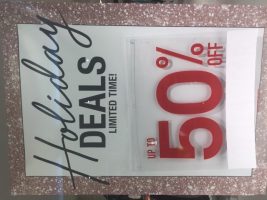 Holiday
DEALS
LIMITED TIME!
UP TO
50%
OFF